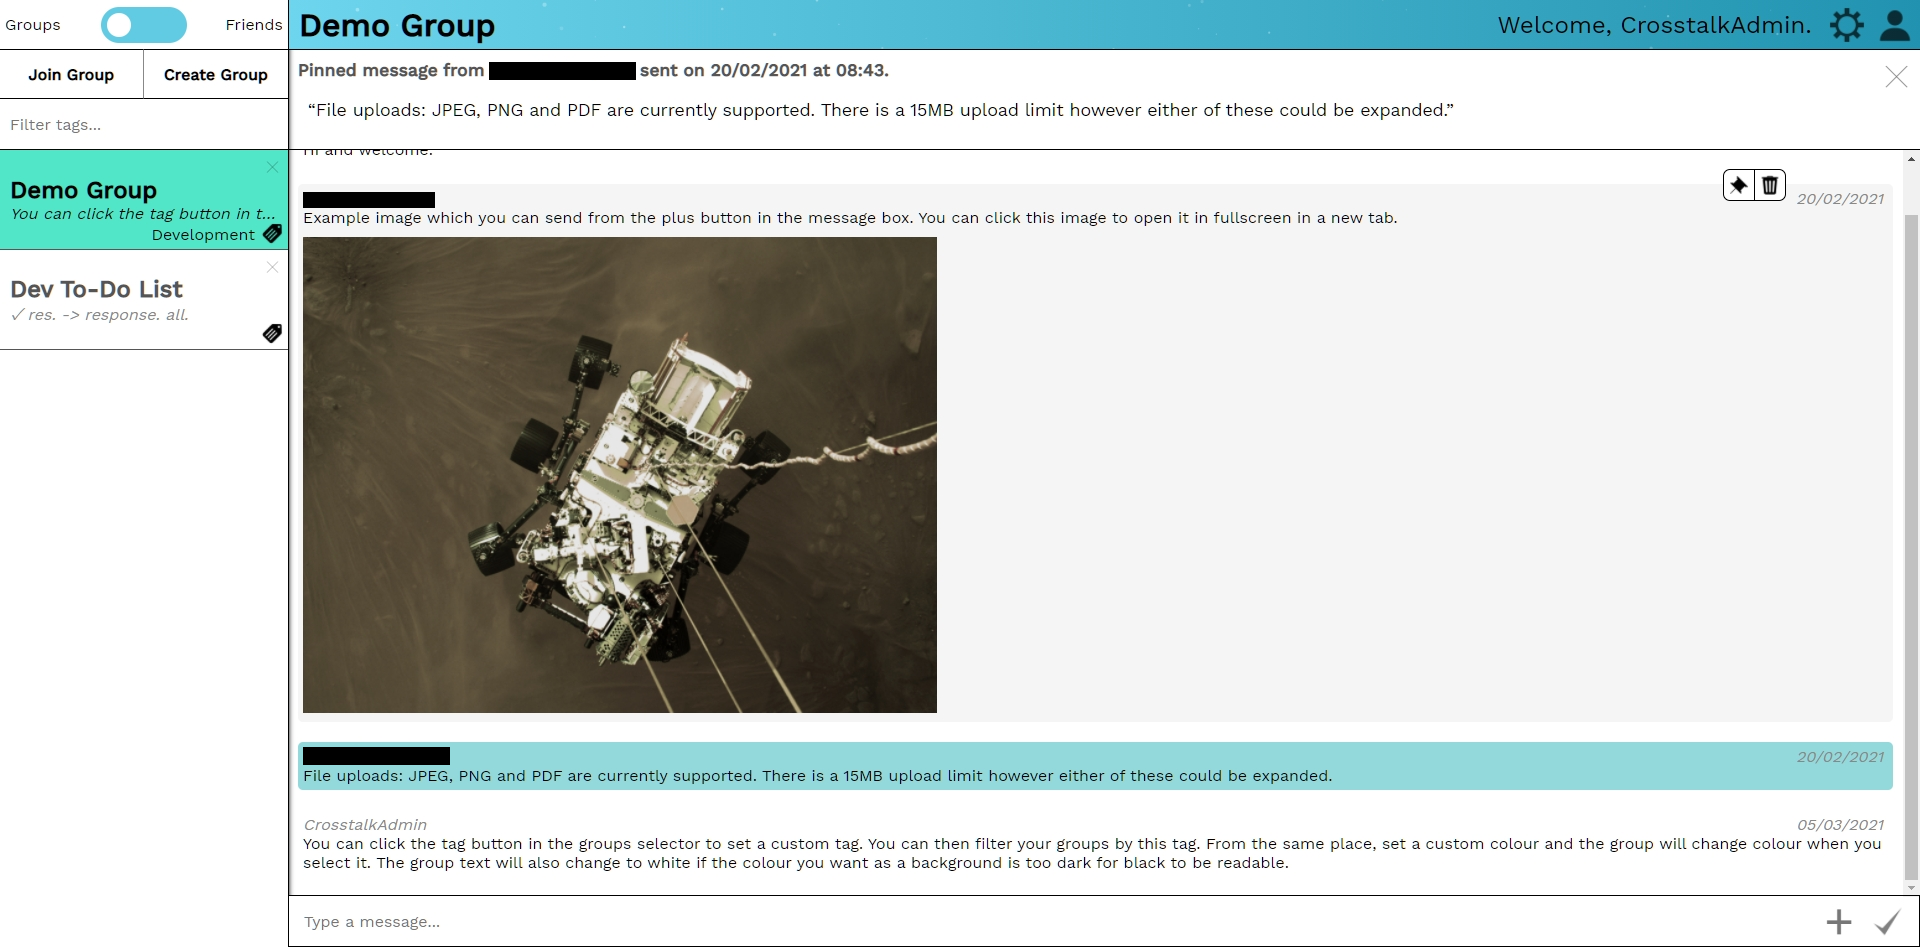 Groups
Friends
Demo Group
Welcome, CrosstalkAdmin.
Join Group
Create Group
Filter tags...
Demo Group
You can click the tag button in t...
Development
Dev To-Do List
✓ res. -> response. all.
Pinned message from sent on 20/02/2021 at 08:43.
“File uploads: JPEG, PNG and PDF are currently supported. There is a 15MB upload limit however either of these could be expanded.”
Hi and welcome.
20/02/2021
Example image which you can send from the plus button in the message box. You can click this image to open it in fullscreen in a new tab.
20/02/2021
File uploads: JPEG, PNG and PDF are currently supported. There is a 15MB upload limit however either of these could be expanded.
CrosstalkAdmin
05/03/2021
You can click the tag button in the groups selector to set a custom tag. You can then filter your groups by this tag. From the same place, set a custom colour and the group will change colour when you
select it. The group text will also change to white if the colour you want as a background is too dark for black to be readable.
Type a message...